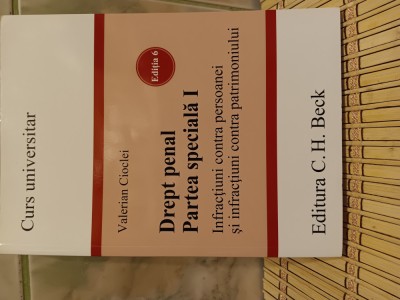 Curs universitar
Valerian Cioclei
Ediția 6
Drept penal
Partea specială I
Infracțiuni contra persoanei
și infracțiuni contra patrimoniului
Editura C. H. Beck